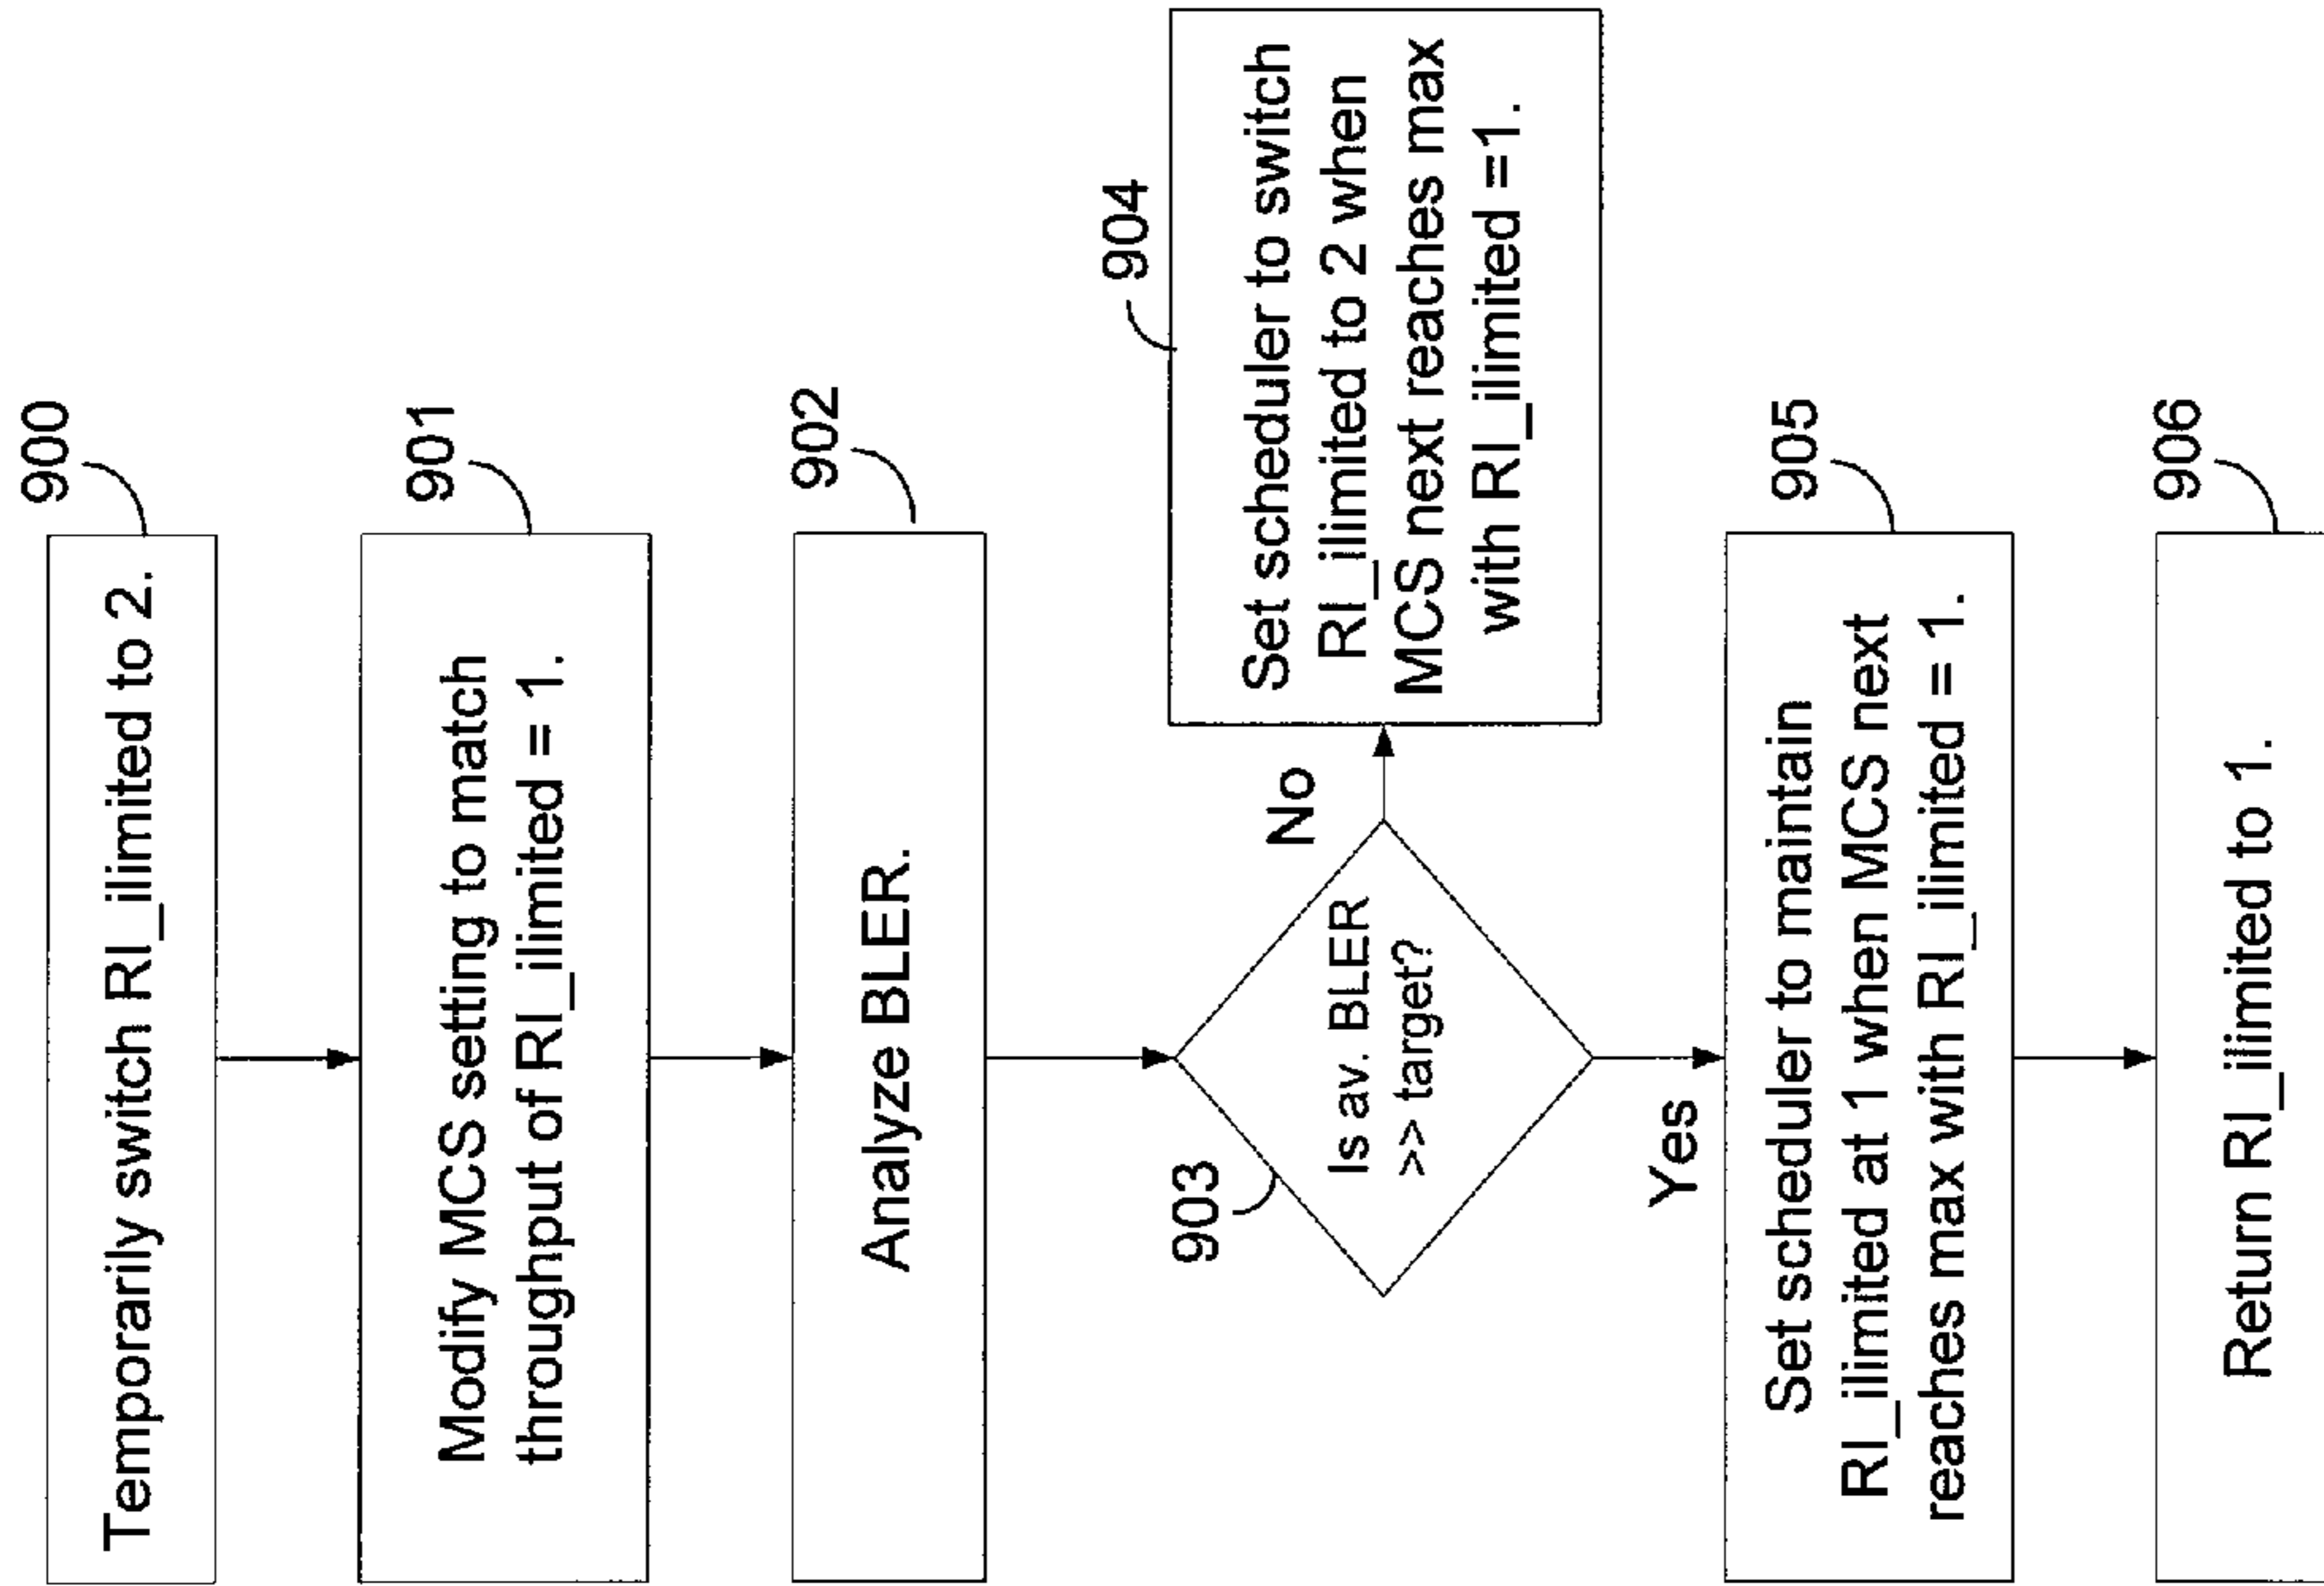 900
Temporarily switch RI_ilimited to 2.
901
Modify MCS setting to match
throughput of RI_ilimited = 1.
902
Analyze BLER.
903
Is av. BLER
>> target?
No
904
Set scheduler to switch
RI_ilimited to 2 when
MCS next reaches max
with RI_ilimited =1.
Yes
905
Set scheduler to maintain
RI_ilimited at 1 when MCS next
reaches max with RI_ilimited = 1.
906
Return RI_ilimited to 1.